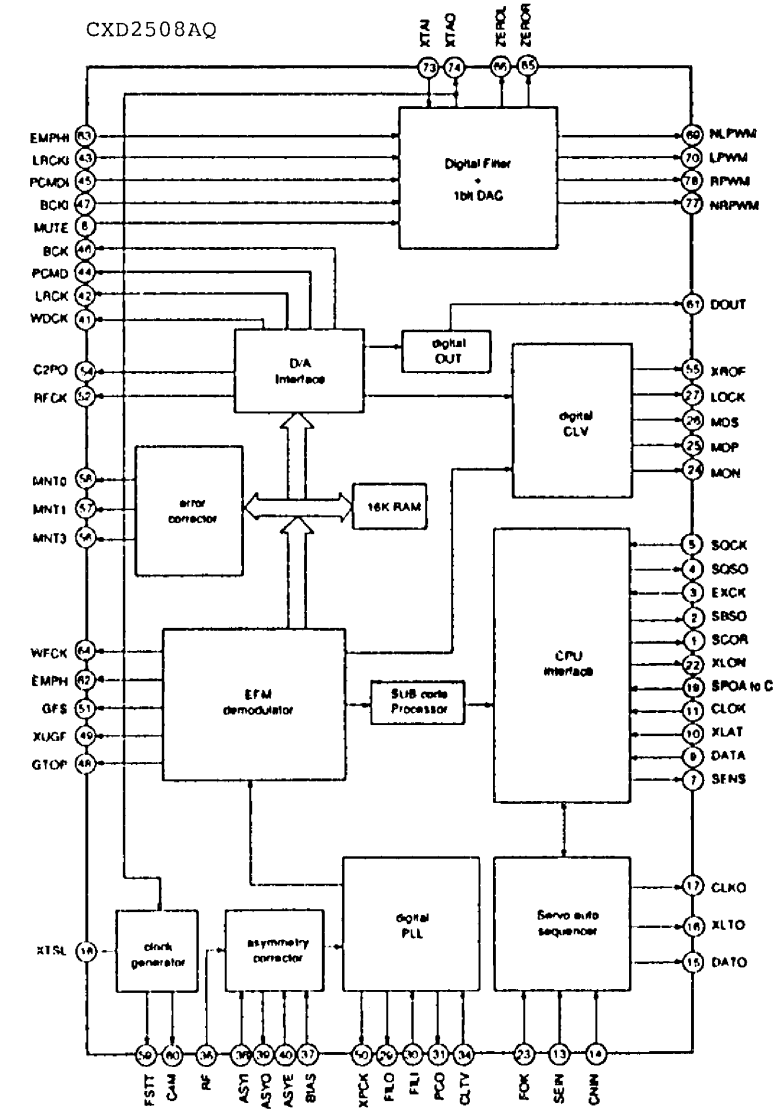 CXD2508AQ
XTAI
XTAO
ZEROL
ZEROR
73
74
66
65
EMPHI 63
LRCKI 43
PCMDI 45
BCKI 47
MUTE 8
BCK 46
PCMD 44
LRCK 42
WDCK 41
C2PO 54
RFCK 52
MNT0 58
MNT1 57
MNT3 56
WFCK 64
EMPH 62
GFS 51
XUGF 49
GTOP 48
XTSL 18
Digital Filter
+
1bit DAC
D/A
Interface
digital
OUT
digital
CLV
error
corrector
16K RAM
EFM
demodulator
SUB code
Processor
CPU
interface
clock
generator
asymmetry
corrector
digital
PLL
Servo auto
sequencer
69 NLPWM
70 LPWM
78 RPWM
77 NRPWM
61 DOUT
55 XROF
27 LOCK
26 MDS
25 MDP
24 MON
5 SQCK
4 SQSO
3 EXCK
2 SBSO
1 SCOR
22 XLON
19 SPOA to C
11 CLOK
10 XLAT
9 DATA
7 SENS
17 CLKO
16 XLTO
15 DATO
59
60
36
38
39
40
37
50
29
30
31
34
23
13
14
FSTT
C4M
RF
ASYI
ASYO
ASYE
BIAS
XPCK
FILO
FILI
PCO
CLTV
FOK
SEIN
CNIN